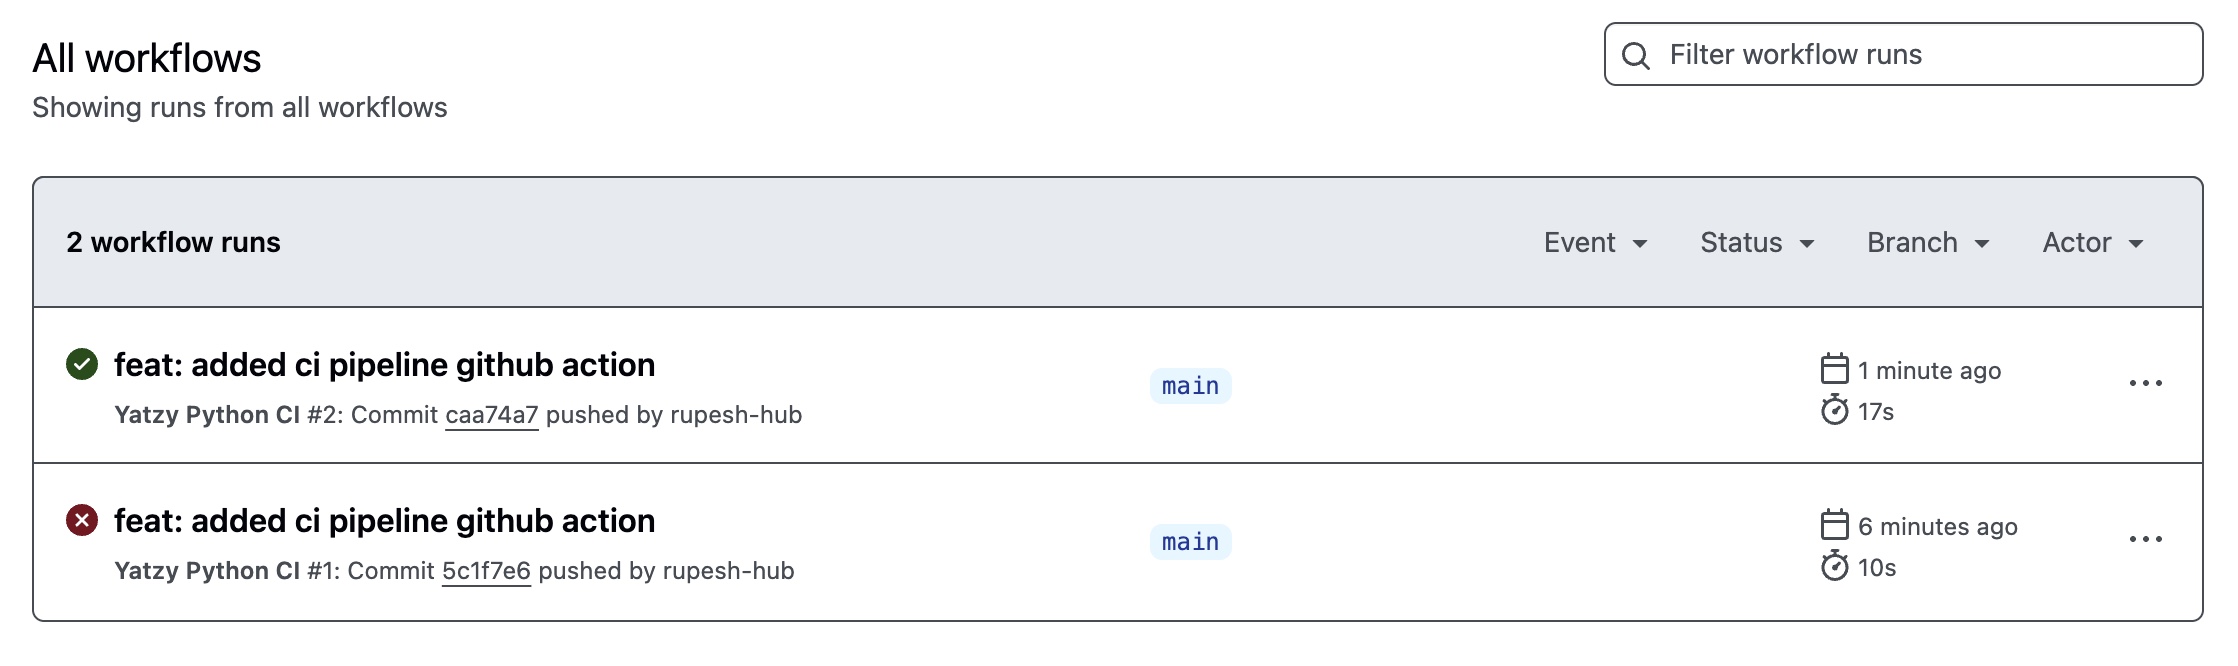 All workflows
Filter workflow runs
Showing runs from all workflows
2 workflow runs
Event
Status
Branch
Actor
feat: added ci pipeline github action
Yatzy Python CI #2: Commit caa74a7 pushed by rupesh-hub
main
1 minute ago
17s
feat: added ci pipeline github action
Yatzy Python CI #1: Commit 5c1f7e6 pushed by rupesh-hub
main
6 minutes ago
10s